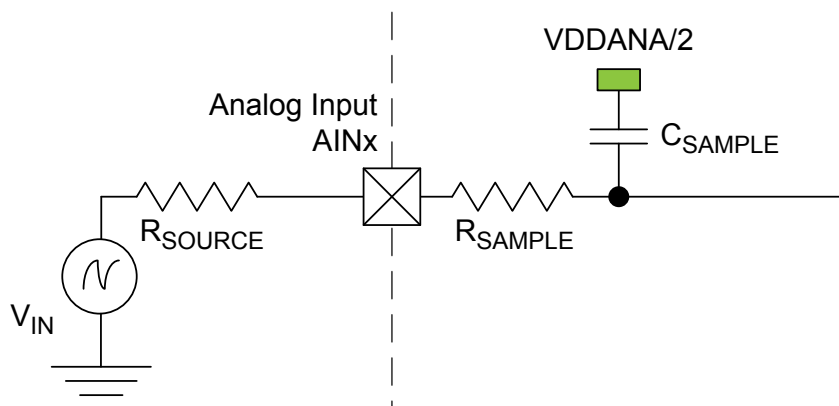 VDDANA/2
Analog Input
AINx
CSAMPLE
RSOURCE
RSAMPLE
VIN